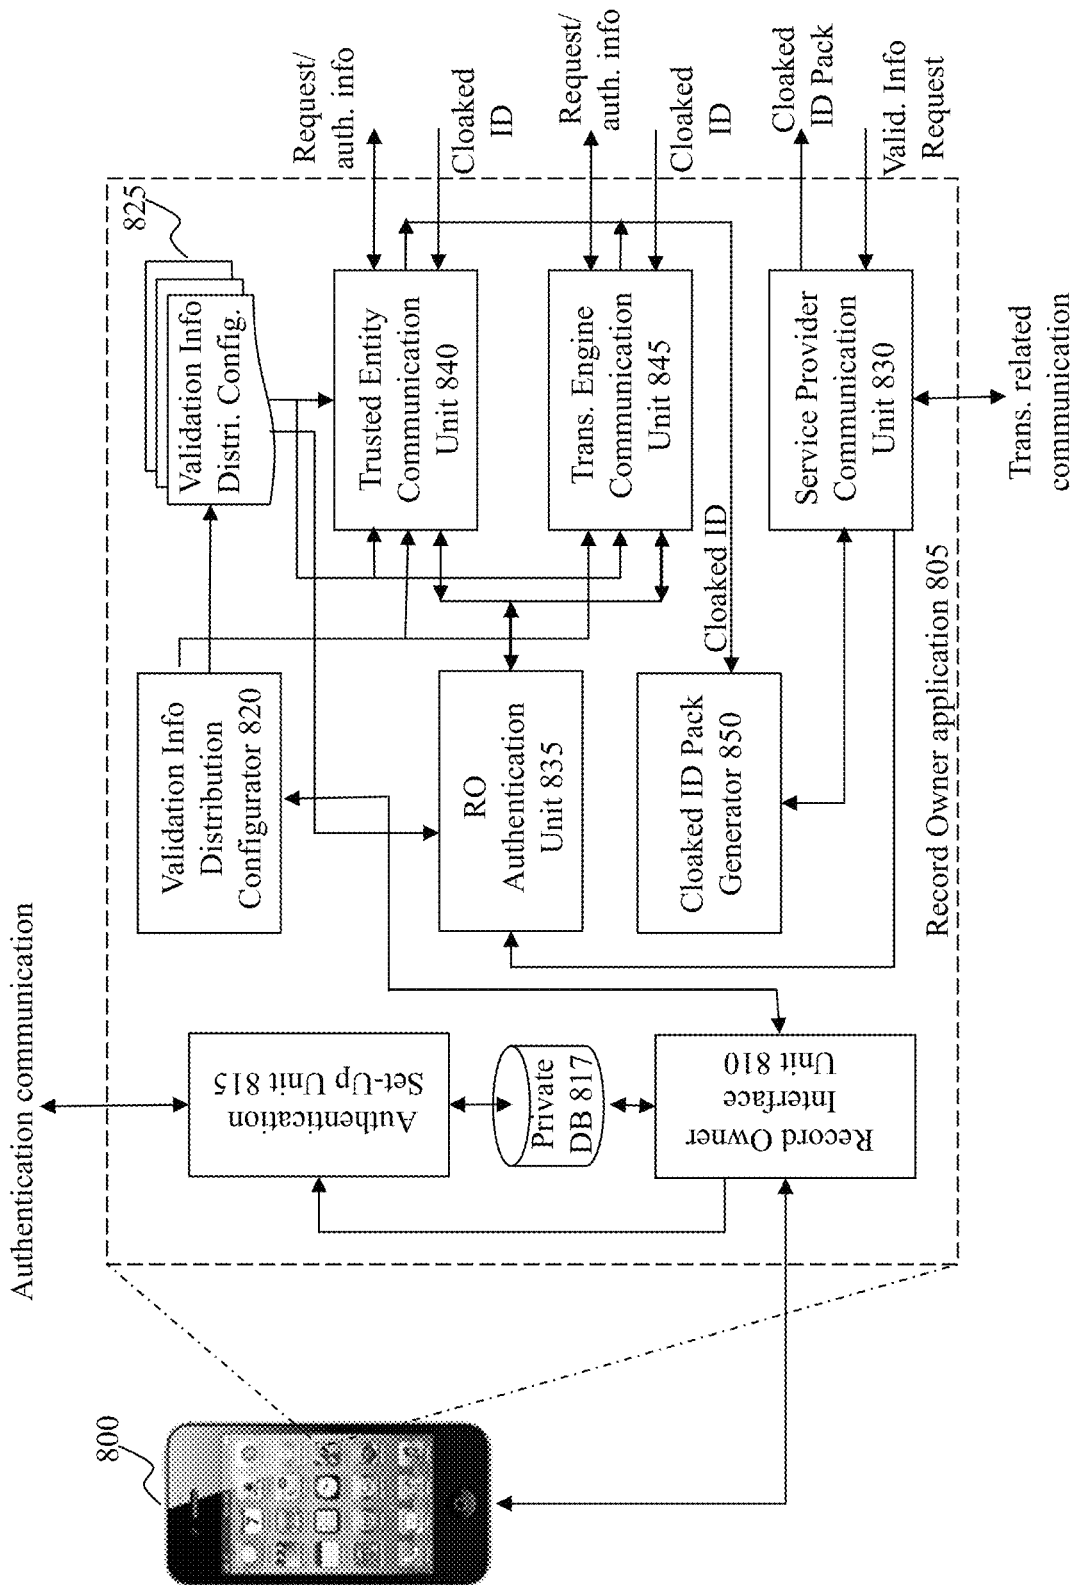 800
Authentication communication
Authentication
Set-Up Unit 815
Private
DB 817
Record Owner
Interface
Unit 810
Validation Info
Distribution
Configurator 820
825
Validation Info
Distri. Config.
RO
Authentication
Unit 835
Cloaked ID Pack
Generator 850
Cloaked ID
Trusted Entity
Communication
Unit 840
Trans. Engine
Communication
Unit 845
Service Provider
Communication
Unit 830
Request/
auth. info
Cloaked
ID
Request/
auth. info
Cloaked
ID
Cloaked
ID Pack
Valid. Info
Request
Record Owner application 805
Trans. related
communication